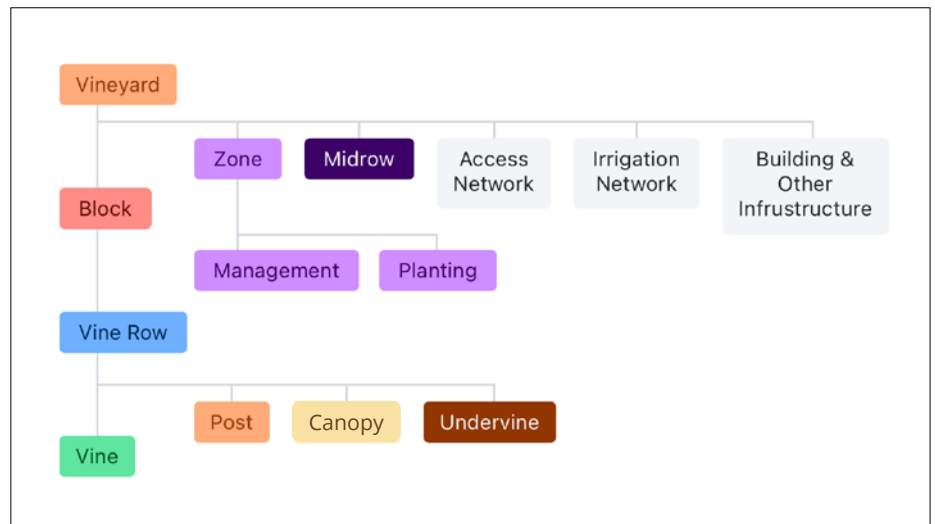 Vineyard
Zone
Midrow
Access
Network
Irrigation
Network
Building &
Other
Infrustructure
Block
Management
Planting
Vine Row
Post
Canopy
Undervine
Vine